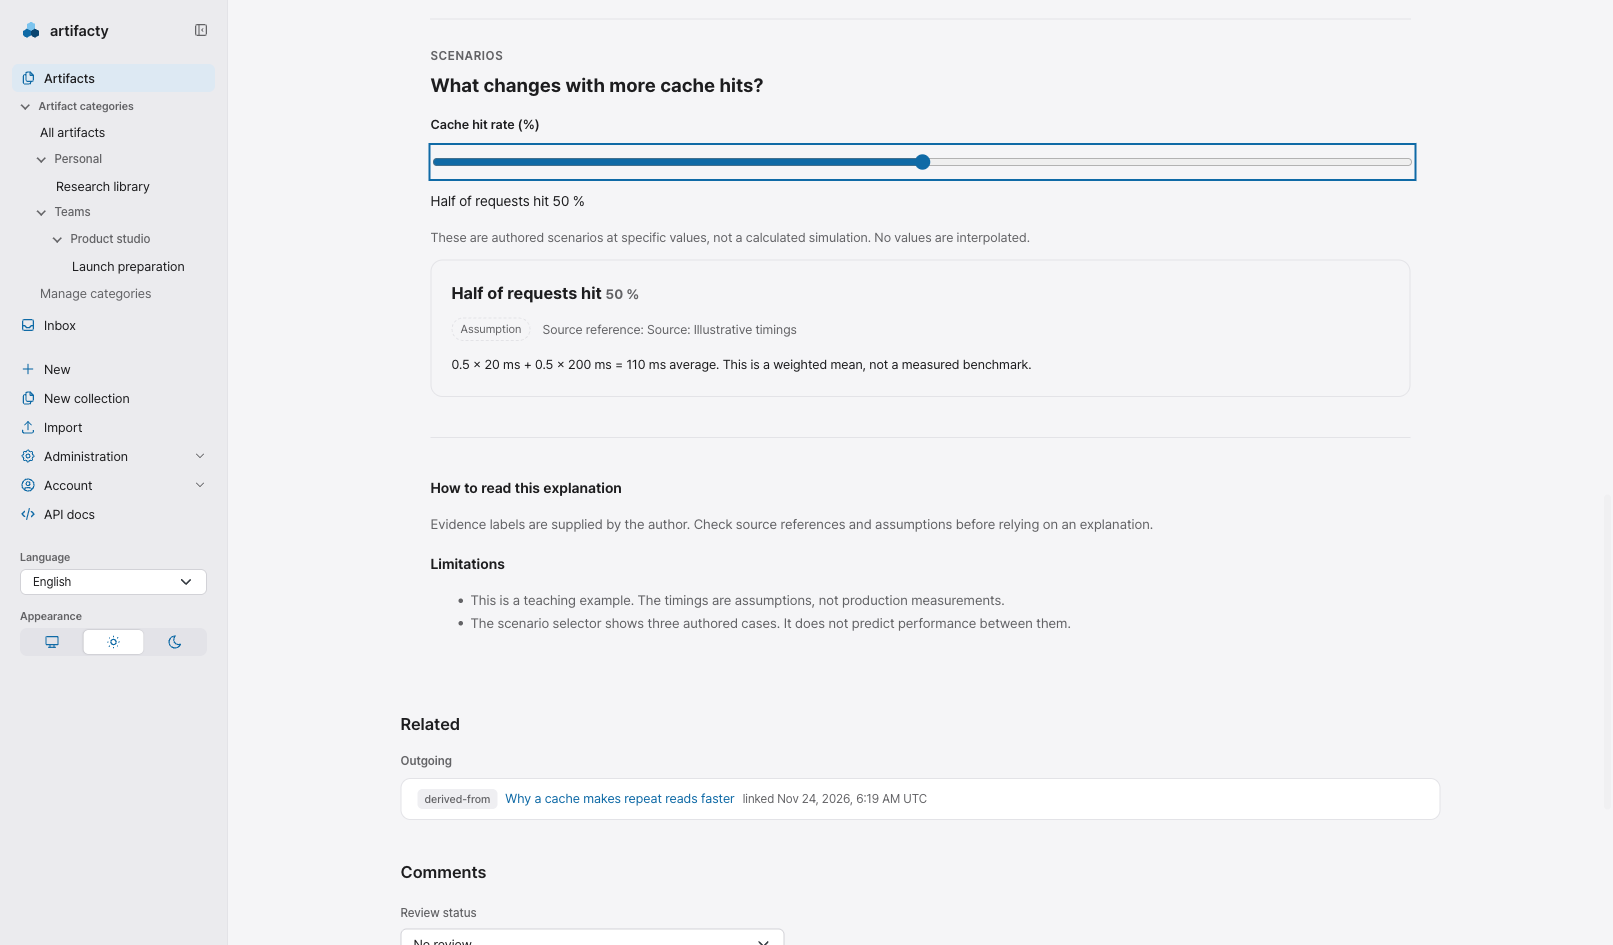 artifacty
Artifacts
Artifact categories
All artifacts
Personal
Research library
Teams
Product studio
Launch preparation
Manage categories
Inbox
New
New collection
Import
Administration
Account
API docs
Language
English
Appearance
SCENARIOS
What changes with more cache hits?
Cache hit rate (%)
Half of requests hit 50 %
These are authored scenarios at specific values, not a calculated simulation. No values are interpolated.
Half of requests hit 50 %
Assumption Source reference: Source: Illustrative timings
0.5 × 20 ms + 0.5 × 200 ms = 110 ms average. This is a weighted mean, not a measured benchmark.
How to read this explanation
Evidence labels are supplied by the author. Check source references and assumptions before relying on an explanation.
Limitations
• This is a teaching example. The timings are assumptions, not production measurements.
• The scenario selector shows three authored cases. It does not predict performance between them.
Related
Outgoing
derived-from Why a cache makes repeat reads faster linked Nov 24, 2026, 6:19 AM UTC
Comments
Review status
No review